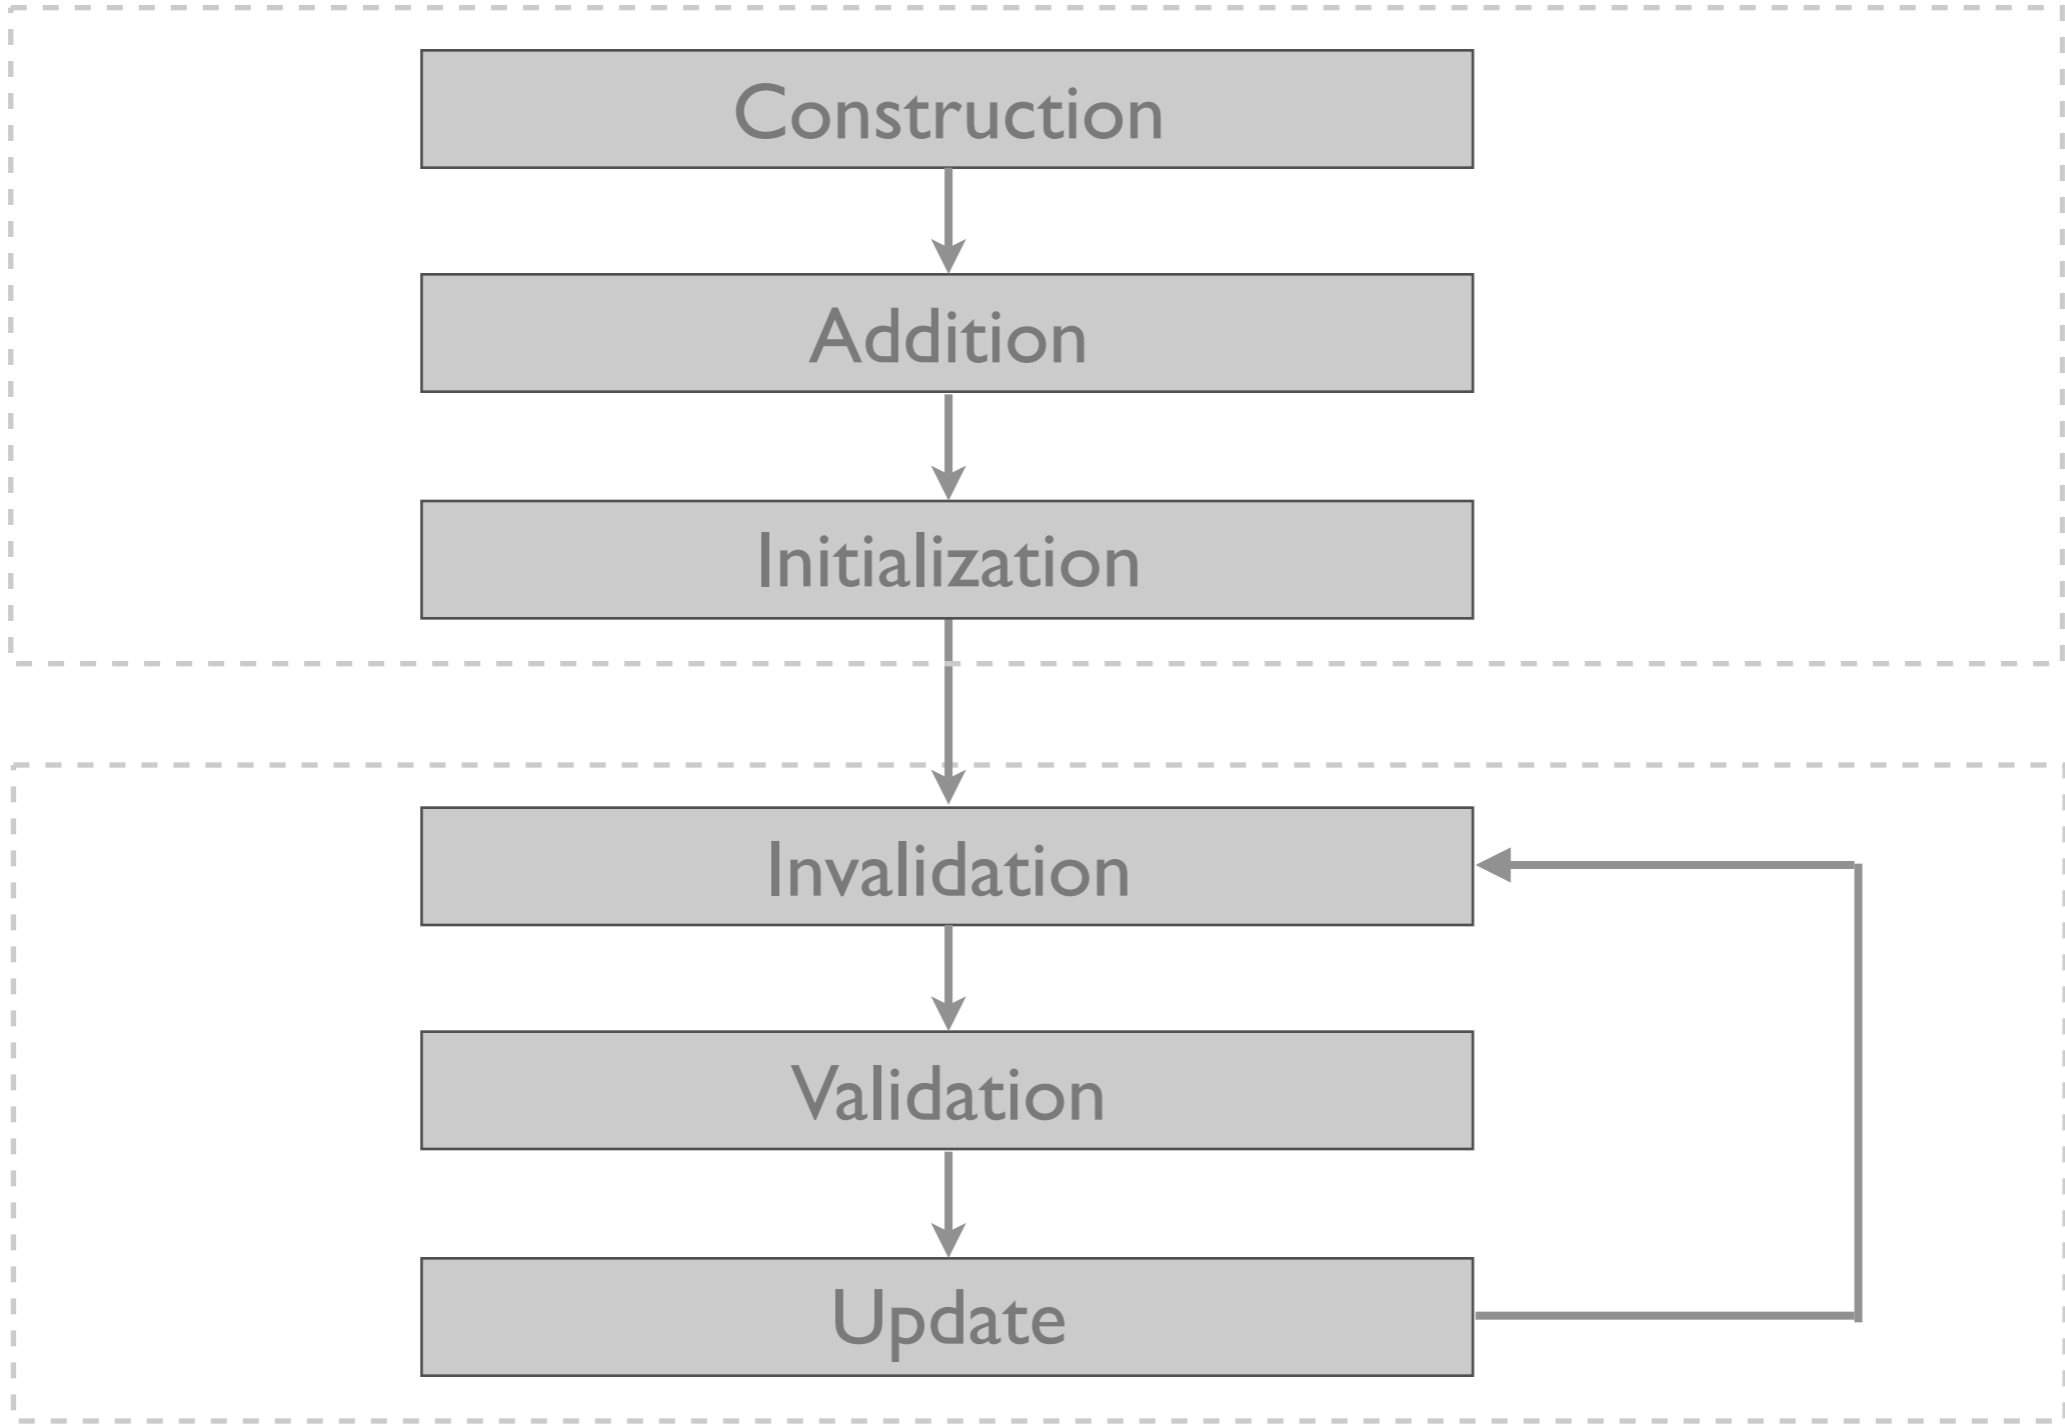 Construction
Addition
Initialization
Invalidation
Validation
Update